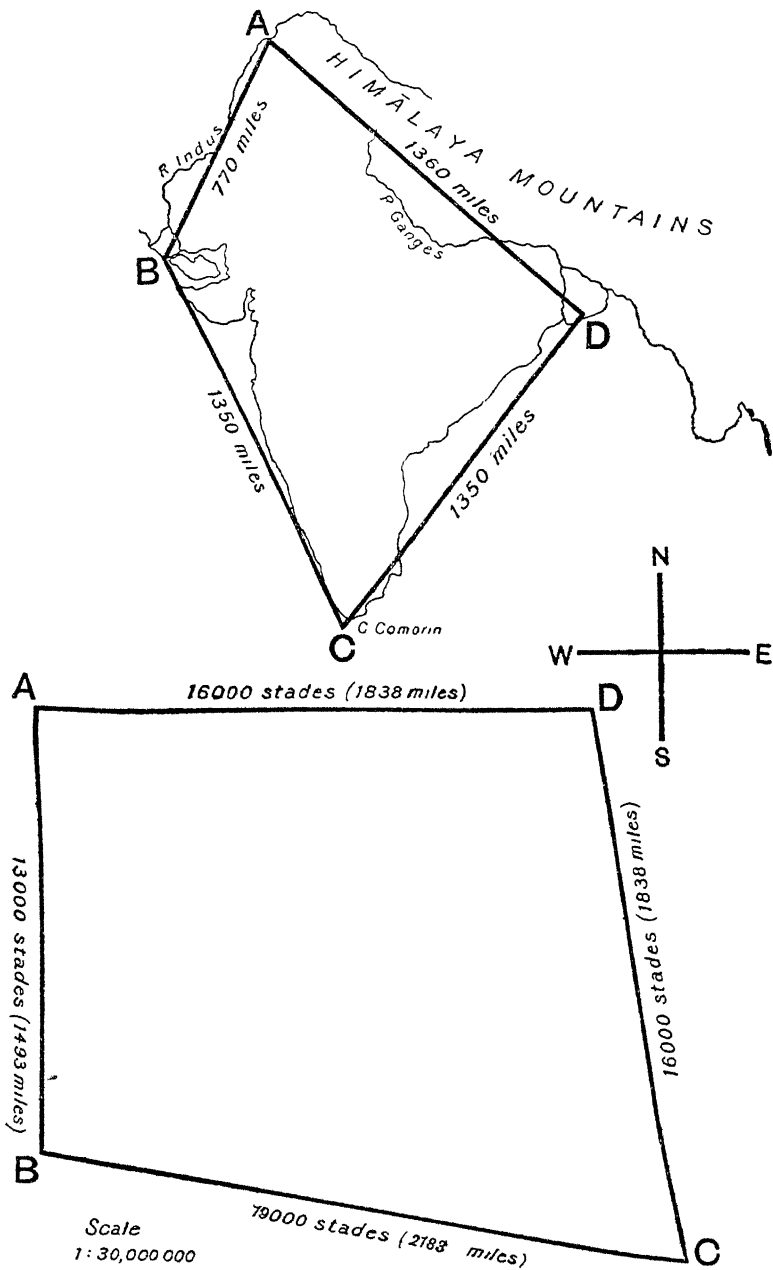 A
HIMĀLAYA MOUNTAINS
R Indus
770 miles
1360 miles
R Ganges
B
D
1350 miles
1350 miles
C
C Comorin
N
W
E
S
A
16000 stades (1838 miles)
D
13000 stades (1493 miles)
16000 stades (1838 miles)
B
19000 stades (2183 miles)
C
Scale
1:30,000 000